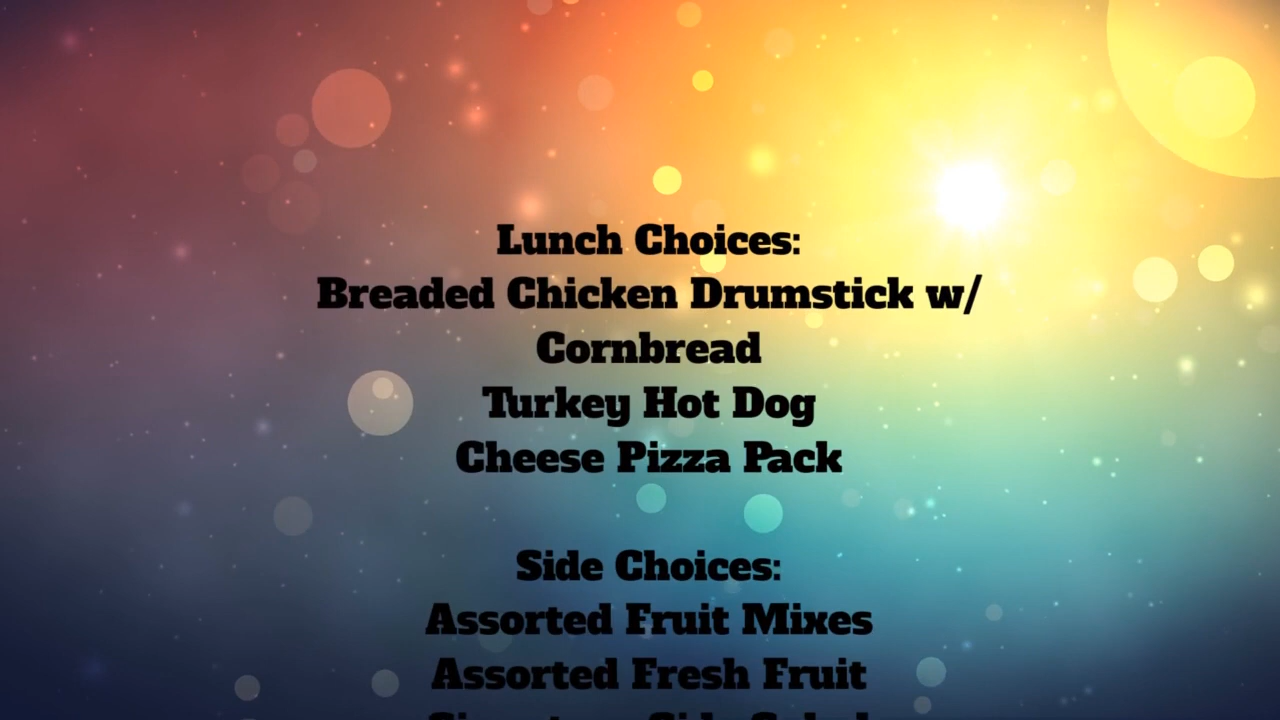 Lunch Choices:
Breaded Chicken Drumstick w/
Cornbread
Turkey Hot Dog
Cheese Pizza Pack
Side Choices:
Assorted Fruit Mixes
Assorted Fresh Fruit